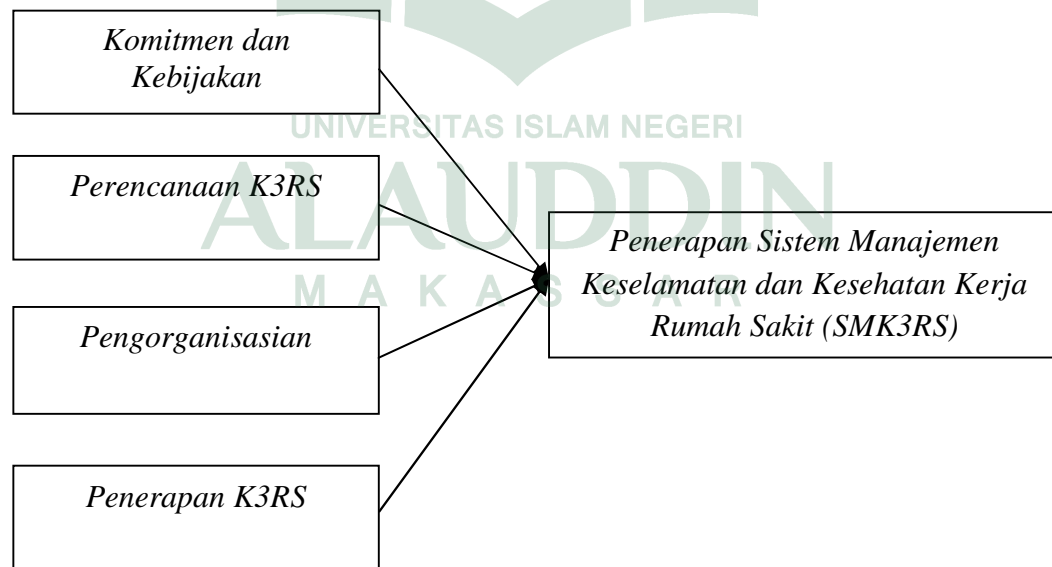 Komitmen dan
Kebijakan
UNIVERSITAS ISLAM NEGERI
Perencanaan K3RS
ALAUDDIN
Penerapan Sistem Manajemen
Keselamatan dan Kesehatan Kerja
Rumah Sakit (SMK3RS)
MAKASSAR
Pengorganisasian
Penerapan K3RS